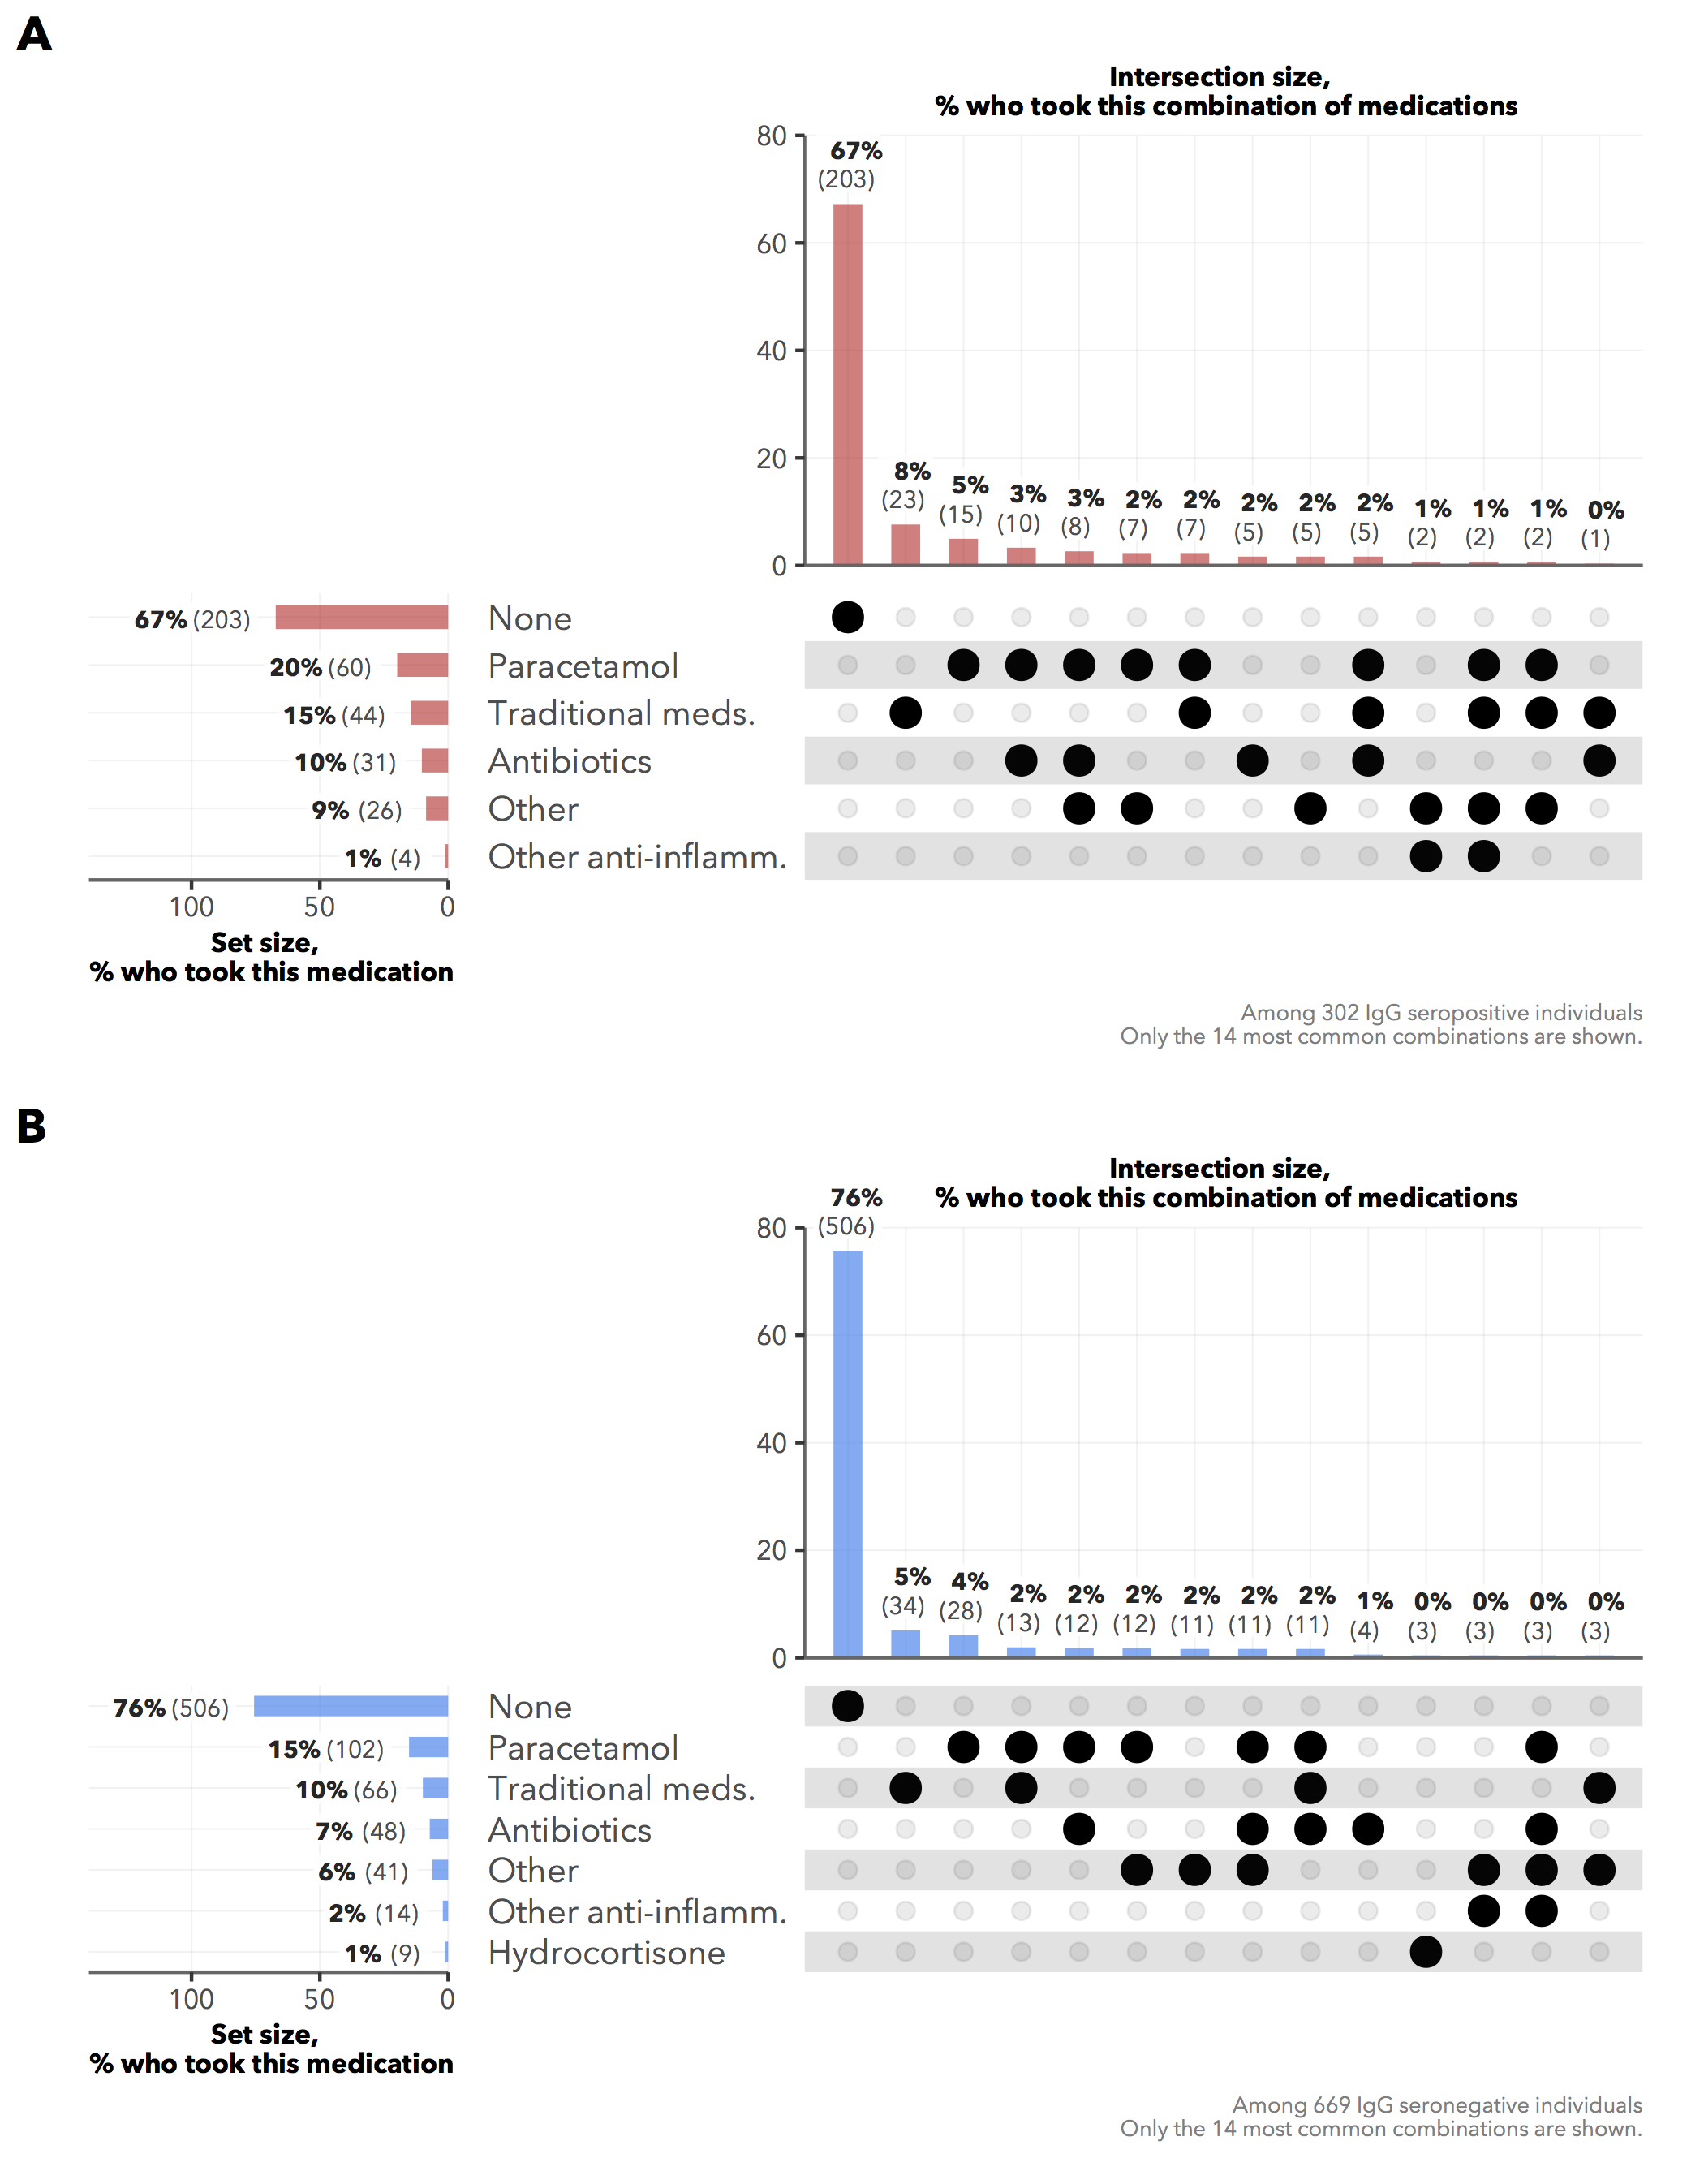 A
Intersection size,
% who took this combination of medications
80
60
40
20
0
67%
(203)
8%
(23)
5%
(15)
3%
(10)
3%
(8)
2%
(7)
2%
(7)
2%
(5)
2%
(5)
2%
(5)
1%
(2)
1%
(2)
1%
(2)
0%
(1)
67% (203) None
20% (60) Paracetamol
15% (44) Traditional meds.
10% (31) Antibiotics
9% (26) Other
1% (4) Other anti-inflamm.
100 50 0
Set size,
% who took this medication
Among 302 IgG seropositive individuals
Only the 14 most common combinations are shown.
B
Intersection size,
% who took this combination of medications
80
60
40
20
0
76%
(506)
5%
(34)
4%
(28)
2%
(13)
2%
(12)
2%
(12)
2%
(11)
2%
(11)
2%
(11)
1%
(4)
0%
(3)
0%
(3)
0%
(3)
0%
(3)
76% (506) None
15% (102) Paracetamol
10% (66) Traditional meds.
7% (48) Antibiotics
6% (41) Other
2% (14) Other anti-inflamm.
1% (9) Hydrocortisone
100 50 0
Set size,
% who took this medication
Among 669 IgG seronegative individuals
Only the 14 most common combinations are shown.